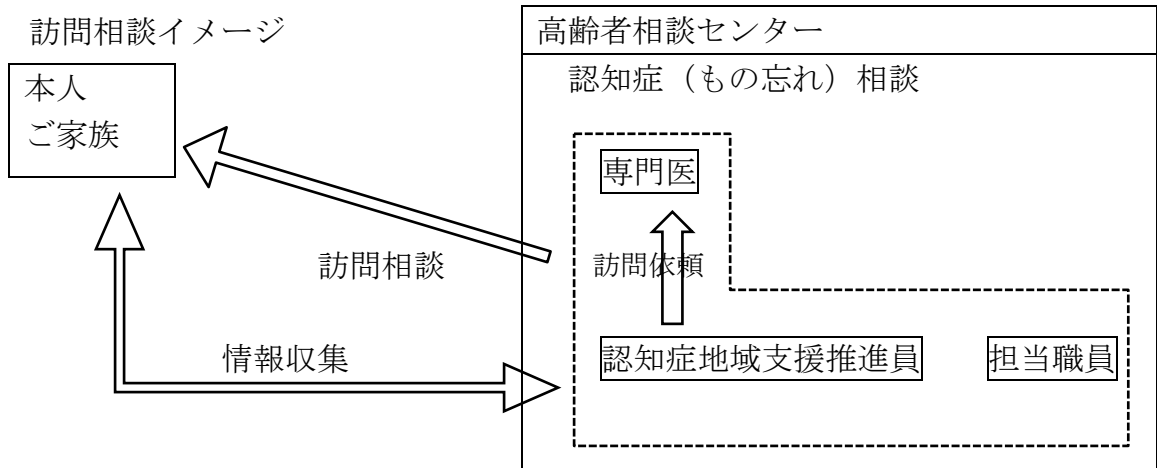 訪問相談イメージ
本人
ご家族
訪問相談
情報収集
高齢者相談センター
認知症（もの忘れ）相談
専門医
訪問依頼
認知症地域支援推進員
担当職員